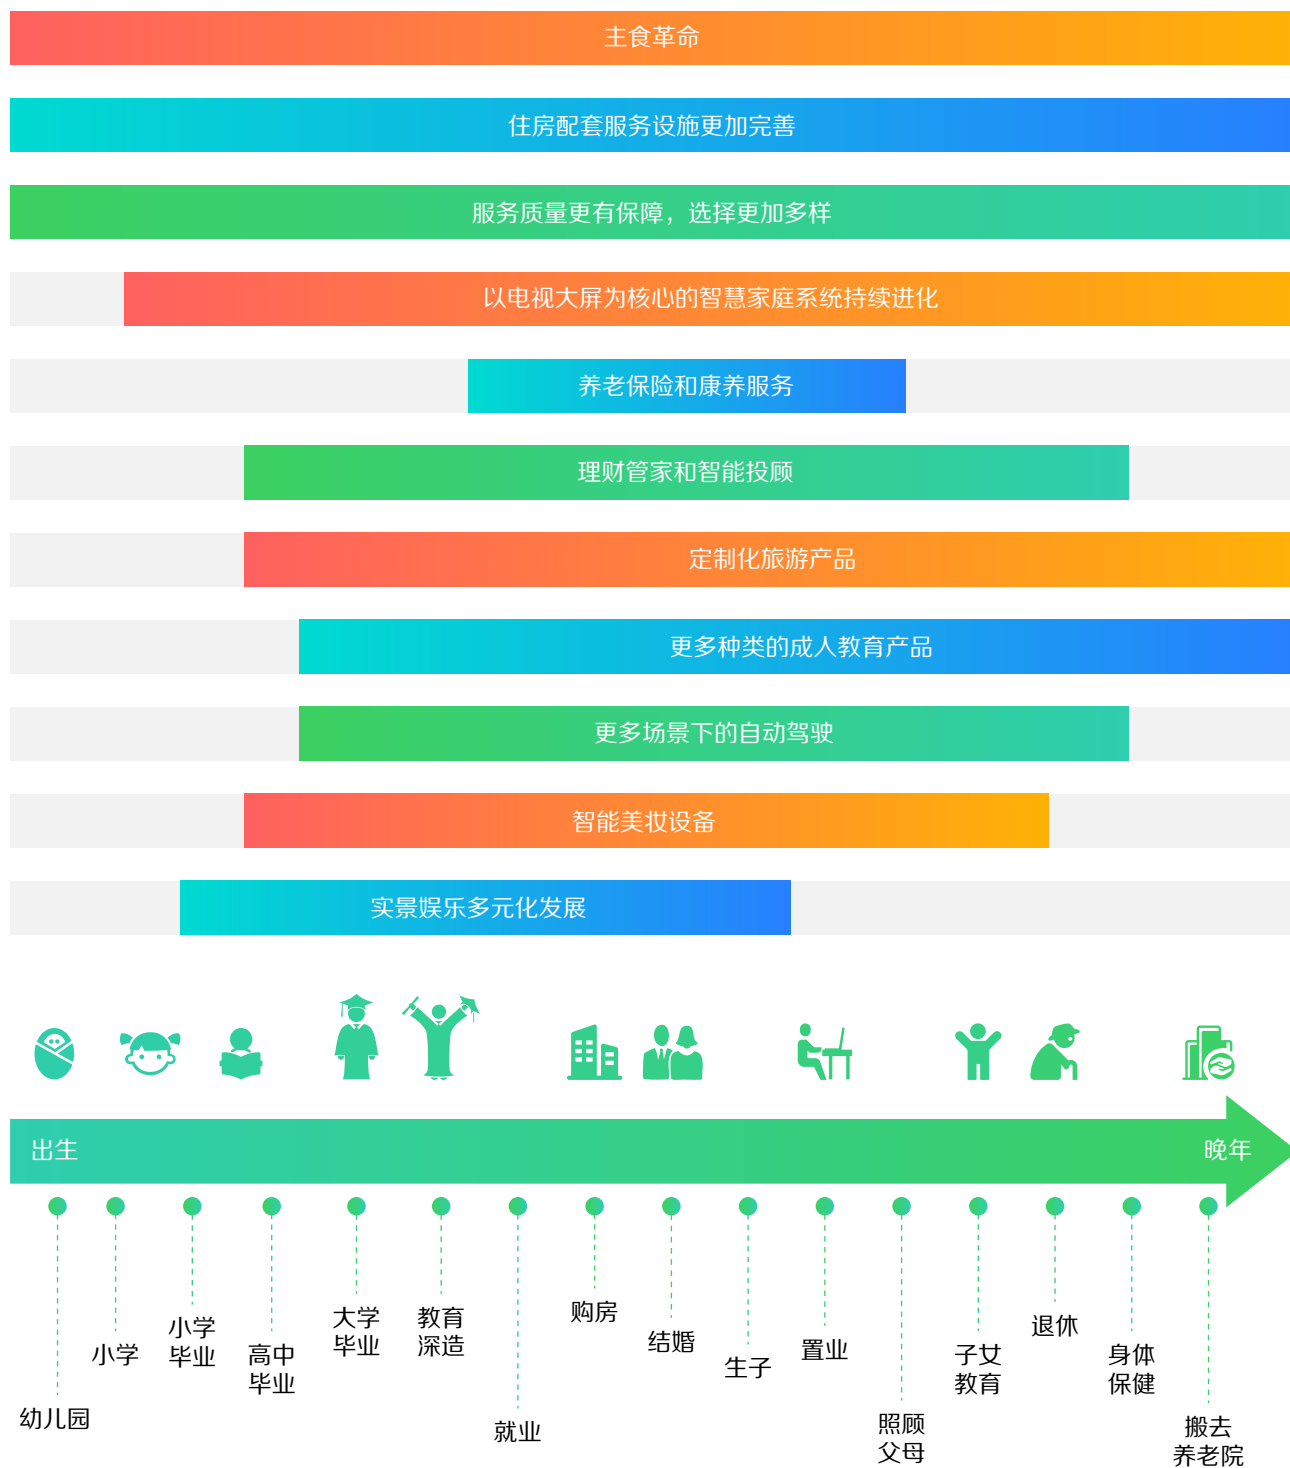 主食革命
住房配套服务设施更加完善
服务质量更有保障，选择更加多样
以电视大屏为核心的智慧家庭系统持续进化
养老保险和康养服务
理财管家和智能投顾
定制化旅游产品
更多种类的成人教育产品
更多场景下的自动驾驶
智能美妆设备
实景娱乐多元化发展
出生
晚年
幼儿园
小学
小学
毕业
高中
毕业
大学
毕业
教育
深造
就业
购房
结婚
生子
置业
照顾
父母
子女
教育
退休
身体
保健
搬去
养老院